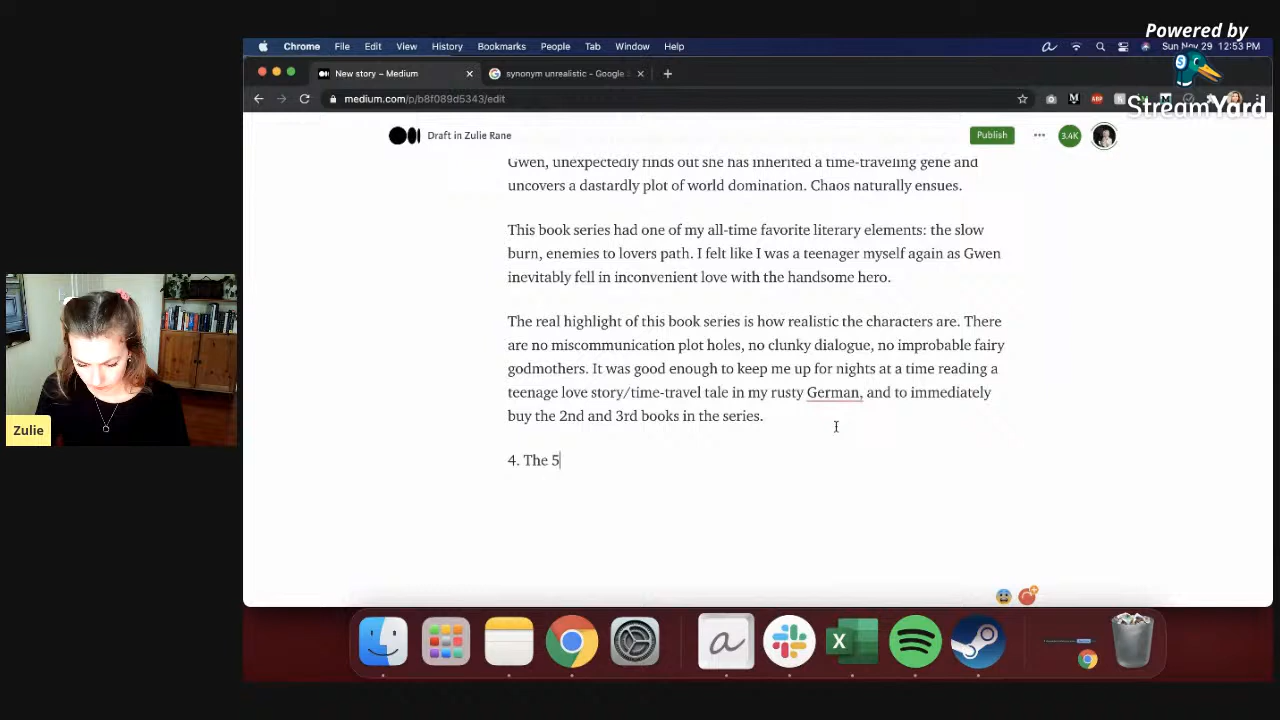 Powered by
StreamYard
Chrome File Edit View History Bookmarks People Tab Window Help
Sun Nov 29 12:53 PM
New story – Medium
synonym unrealistic - Google
medium.com/p/b8f089d5343/edit
Draft in Zulie Rane
Publish
3.4K
Gwen, unexpectedly finds out she has inherited a time-traveling gene and
uncovers a dastardly plot of world domination. Chaos naturally ensues.
This book series had one of my all-time favorite literary elements: the slow
burn, enemies to lovers path. I felt like I was a teenager myself again as Gwen
inevitably fell in inconvenient love with the handsome hero.
The real highlight of this book series is how realistic the characters are. There
are no miscommunication plot holes, no clunky dialogue, no improbable fairy
godmothers. It was good enough to keep me up for nights at a time reading a
teenage love story/time-travel tale in my rusty German, and to immediately
buy the 2nd and 3rd books in the series.
4. The 5
Zulie